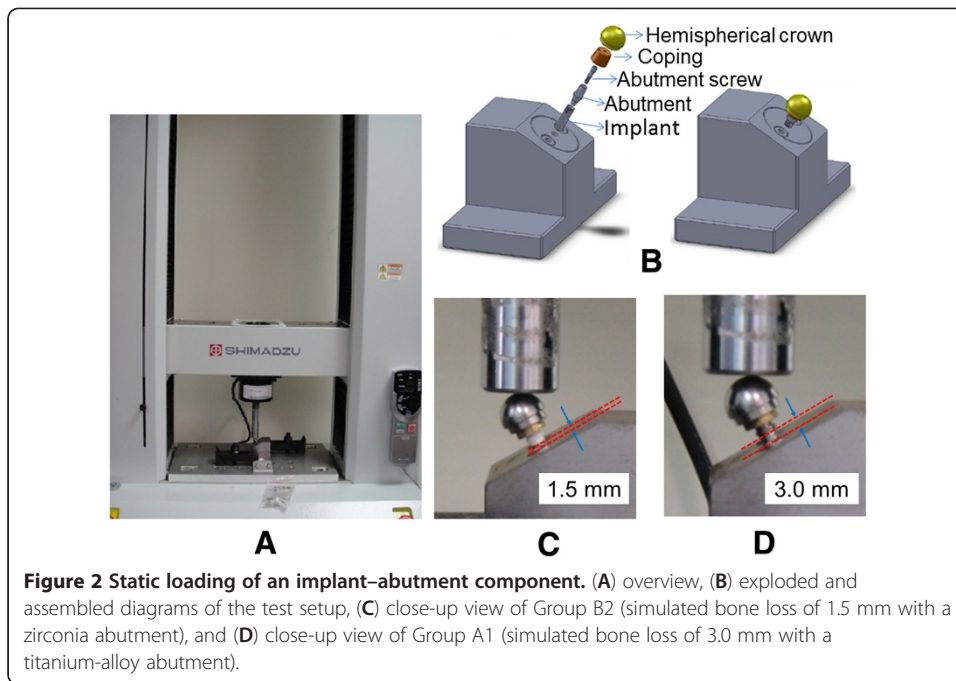 Hemispherical crown
Coping
Abutment screw
Abutment
Implant
SHIMADZU
B
1.5 mm
3.0 mm
A
C
D
Figure 2 Static loading of an implant–abutment component. (A) overview, (B) exploded and
assembled diagrams of the test setup, (C) close-up view of Group B2 (simulated bone loss of 1.5 mm with a
zirconia abutment), and (D) close-up view of Group A1 (simulated bone loss of 3.0 mm with a
titanium-alloy abutment).